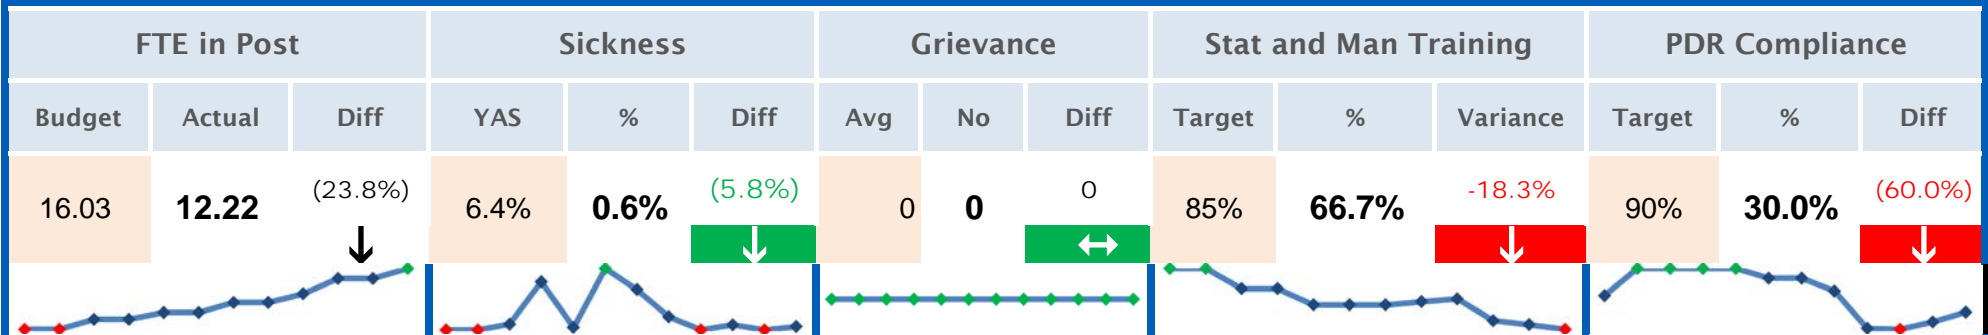 FTE in Post Sickness Grievance Stat and Man Training PDR Compliance
Budget Actual Diff YAS % Diff Avg No Diff Target % Variance Target % Diff
16.03 12.22 (23.8%) 6.4% 0.6% (5.8%) 0 0 0 85% 66.7% -18.3% 90% 30.0% (60.0%)